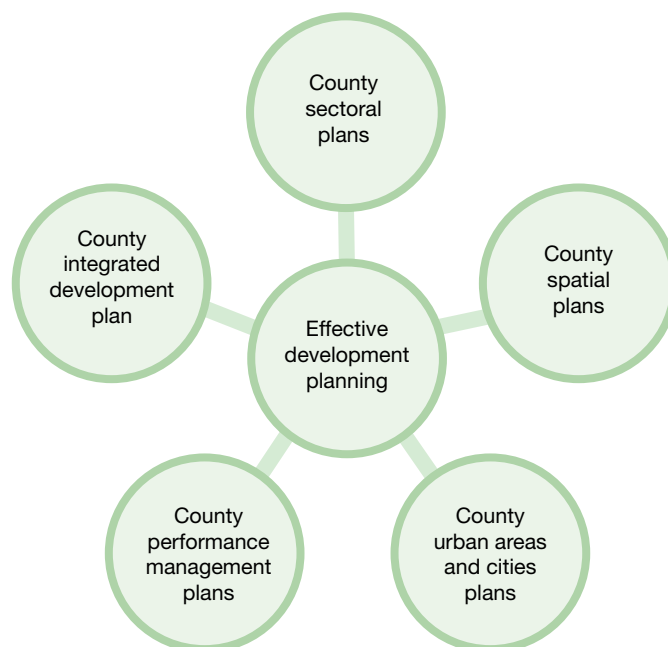 County
sectoral
plans
County
integrated
development
plan
County
spatial
plans
Effective
development
planning
County
performance
management
plans
County
urban areas
and cities
plans